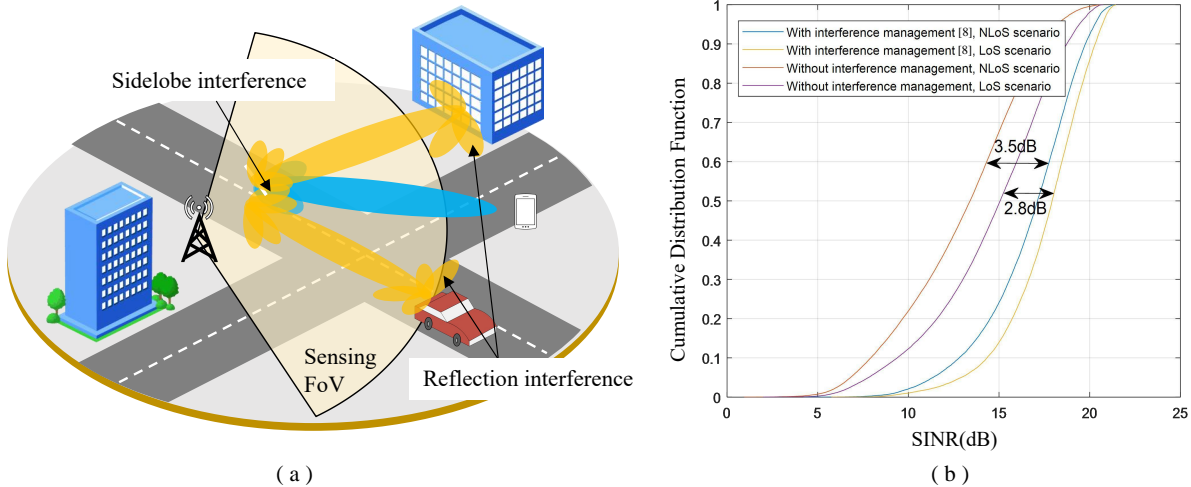 Sidelobe interference
Sensing
FoV
Reflection interference
( a )
1
0.9
0.8
0.7
0.6
0.5
0.4
0.3
0.2
0.1
0
Cumulative Distribution Function
With interference management [8], NLoS scenario
With interference management [8], LoS scenario
Without interference management, NLoS scenario
Without interference management, LoS scenario
3.5dB
2.8dB
0
5
10
15
20
25
SINR(dB)
( b )